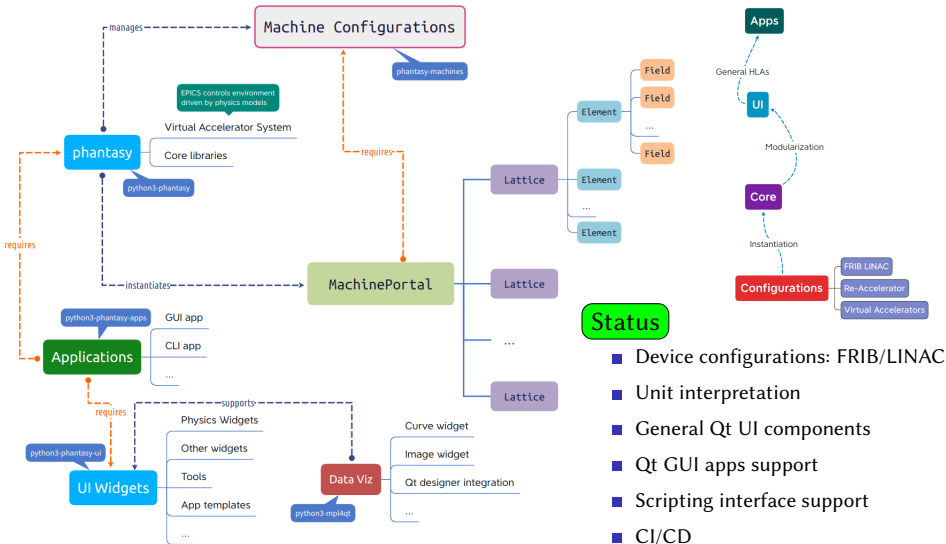 manages
Machine Configurations
phantasy-machines
EPICS controls environment
driven by physics models
Virtual Accelerator System
phantasy
Core libraries
python3-phantasy
requires
requires
instantiates
MachinePortal
Lattice
Lattice
...
Lattice
Element
Element
...
Element
Field
Field
...
Field
python3-phantasy-apps
GUI app
Applications
CLI app
...
requires
supports
python3-phantasy-ui
Physics Widgets
Other widgets
UI Widgets
Tools
App templates
...
Curve widget
Image widget
Data Viz
Qt designer integration
python3-mpl4qt
...
Apps
General HLAs
UI
Modularization
Core
Instantiation
Configurations
FRIB LINAC
Re-Accelerator
Virtual Accelerators
Status
Device configurations: FRIB/LINAC
Unit interpretation
General Qt UI components
Qt GUI apps support
Scripting interface support
CI/CD